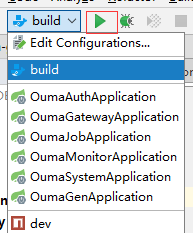 build
Edit Configurations...
build
OumaAuthApplication
OumaGatewayApplication
OumaJobApplication
OumaMonitorApplication
OumaSystemApplication
OumaGenApplication
dev